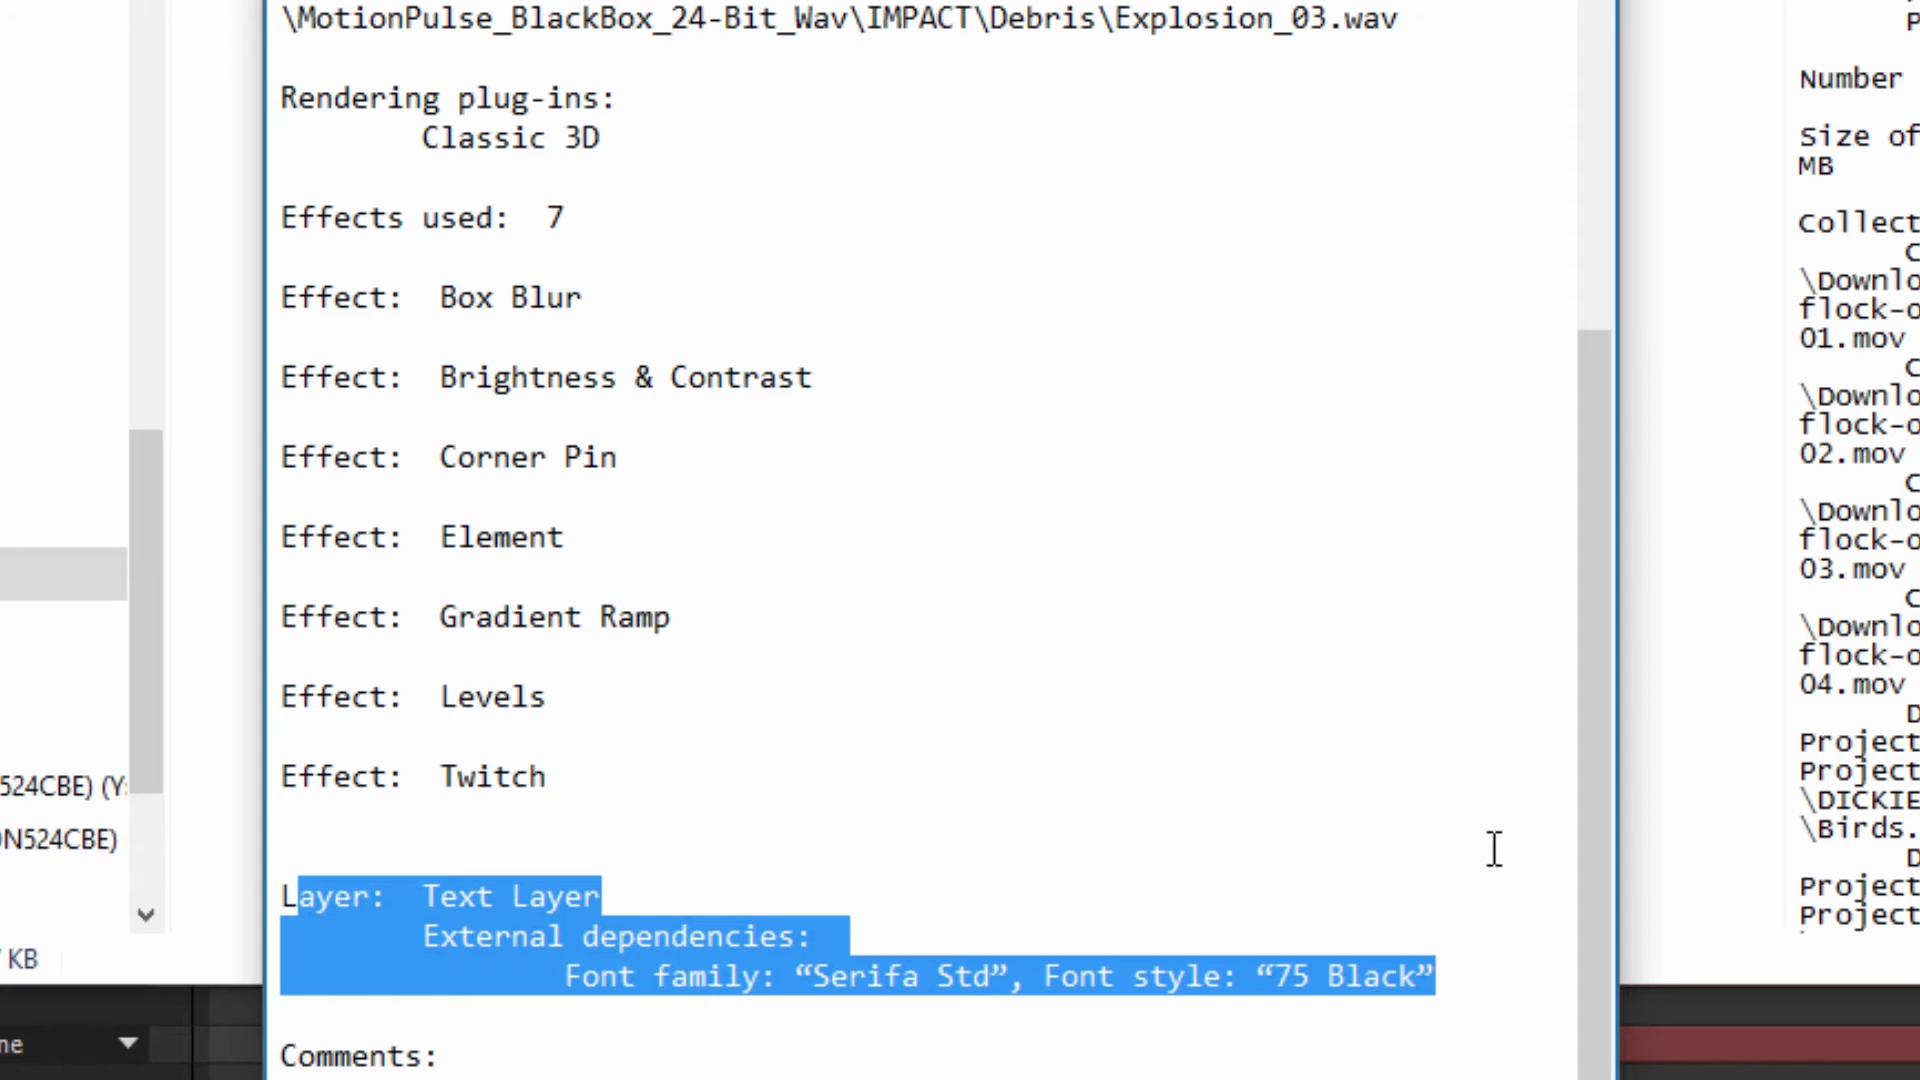 \MotionPulse_BlackBox_24-Bit_Wav\IMPACT\Debris\Explosion_03.wav
Rendering plug-ins:
Classic 3D
Effects used: 7
Effect: Box Blur
Effect: Brightness & Contrast
Effect: Corner Pin
Effect: Element
Effect: Gradient Ramp
Effect: Levels
Effect: Twitch
Layer: Text Layer
External dependencies:
Font family: “Serifa Std”, Font style: “75 Black”
Comments:
524CBE) (Y:
N524CBE)
KB
ne
P
Number
Size of
MB
Collect
C
\Downlo
flock-o
01.mov
C
\Downlo
flock-o
02.mov
C
\Downlo
flock-o
03.mov
C
\Downlo
flock-o
04.mov
D
Project
Project
\DICKIE
\Birds.
D
Project
Project